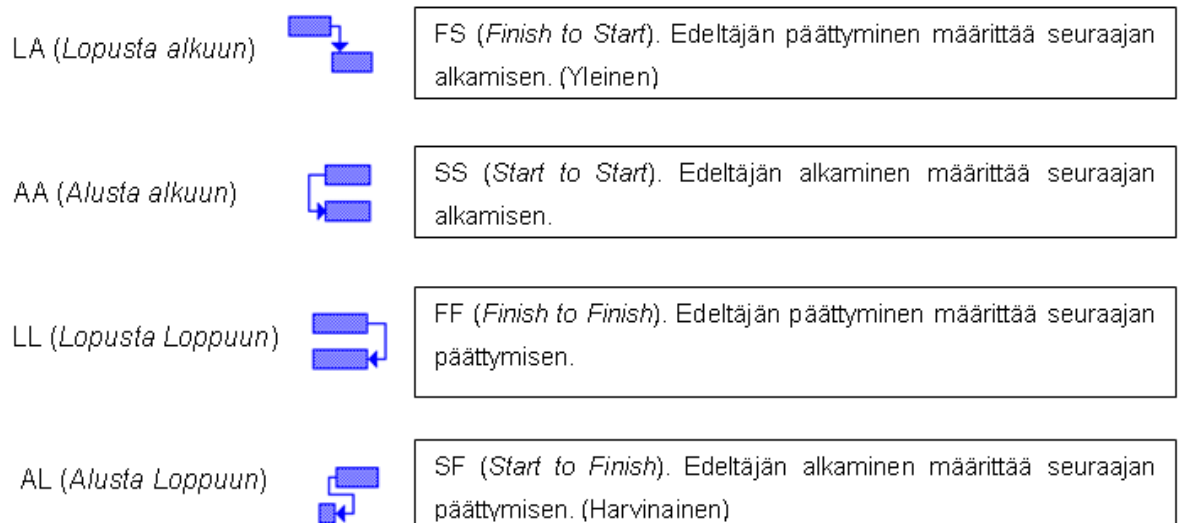 LA (Lopusta alkuun)
FS (Finish to Start). Edeltäjän päättyminen määrittää seuraajan
alkamisen. (Yleinen)
AA (Alusta alkuun)
SS (Start to Start). Edeltäjän alkaminen määrittää seuraajan
alkamisen.
LL (Lopusta Loppuun)
FF (Finish to Finish). Edeltäjän päättyminen määrittää seuraajan
päättymisen.
AL (Alusta Loppuun)
SF (Start to Finish). Edeltäjän alkaminen määrittää seuraajan
päättymisen. (Harvinainen)